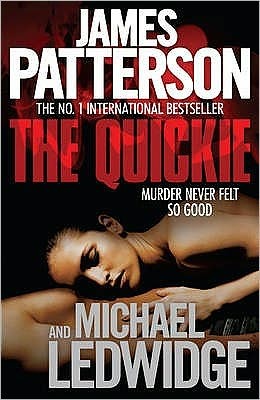 JAMES
PATTERSON
THE NO. 1 INTERNATIONAL BESTSELLER
THE QUICKIE
MURDER NEVER FELT
SO GOOD
AND MICHAEL
LEDWIDGE